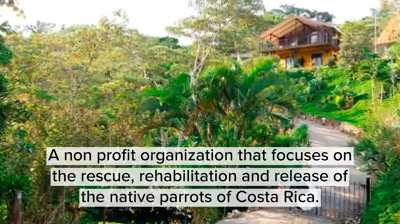 A non profit organization that focuses on
the rescue, rehabilitation and release of
the native parrots of Costa Rica.